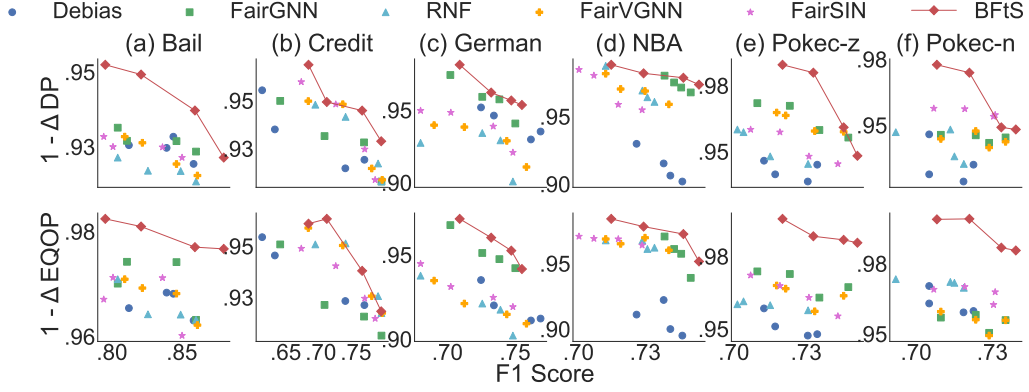 Debias FairGNN RNF FairVGNN FairSIN BFtS
(a) Bail (b) Credit (c) German (d) NBA (e) Pokec-z (f) Pokec-n
1 - Δ DP
.95 .93
.95 .93
.95 .90
.95 .90
.98 .95
.98 .95
1 - Δ EQOP
.98 .96
.95 .93
.95 .90
.95 .90
.98 .95
.98 .95
.80 .85 .65 .70 .75 .70 .75 .70 .73 .70 .73 .70 .73
F1 Score